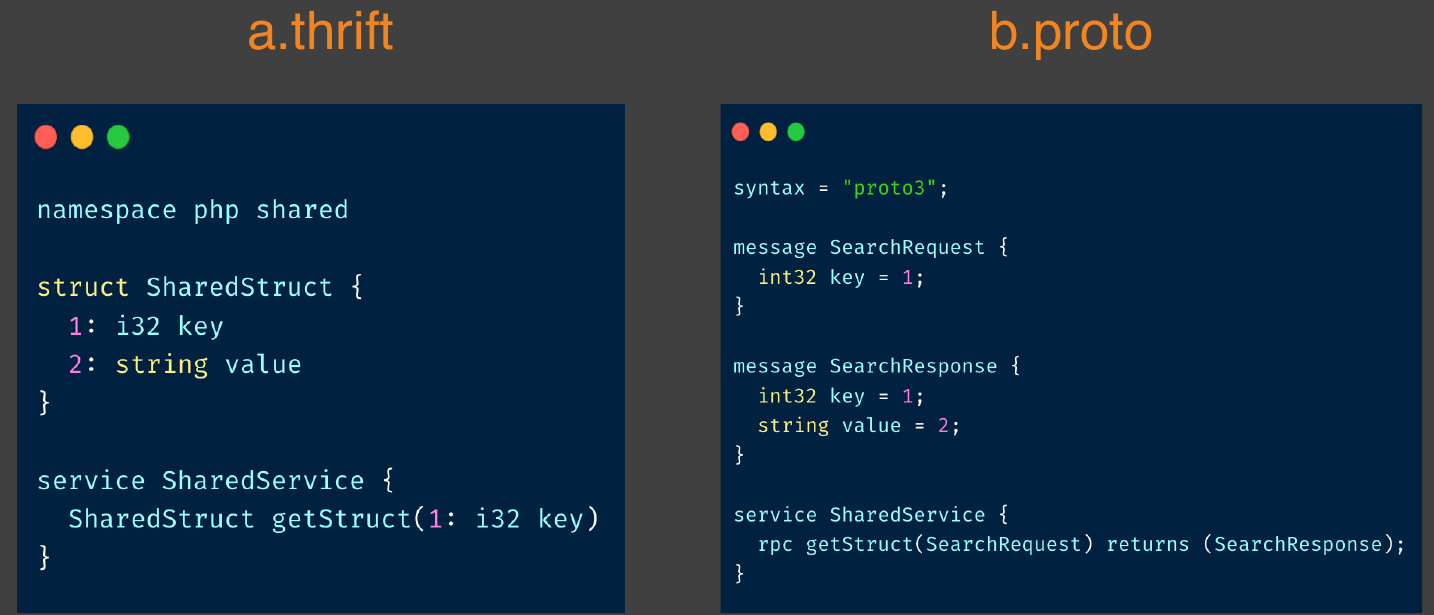 a.thrift
namespace php shared
struct SharedStruct {
  1: i32 key
  2: string value
}
service SharedService {
  SharedStruct getStruct(1: i32 key)
}
b.proto
syntax = "proto3";
message SearchRequest {
  int32 key = 1;
}
message SearchResponse {
  int32 key = 1;
  string value = 2;
}
service SharedService {
  rpc getStruct(SearchRequest) returns (SearchResponse);
}